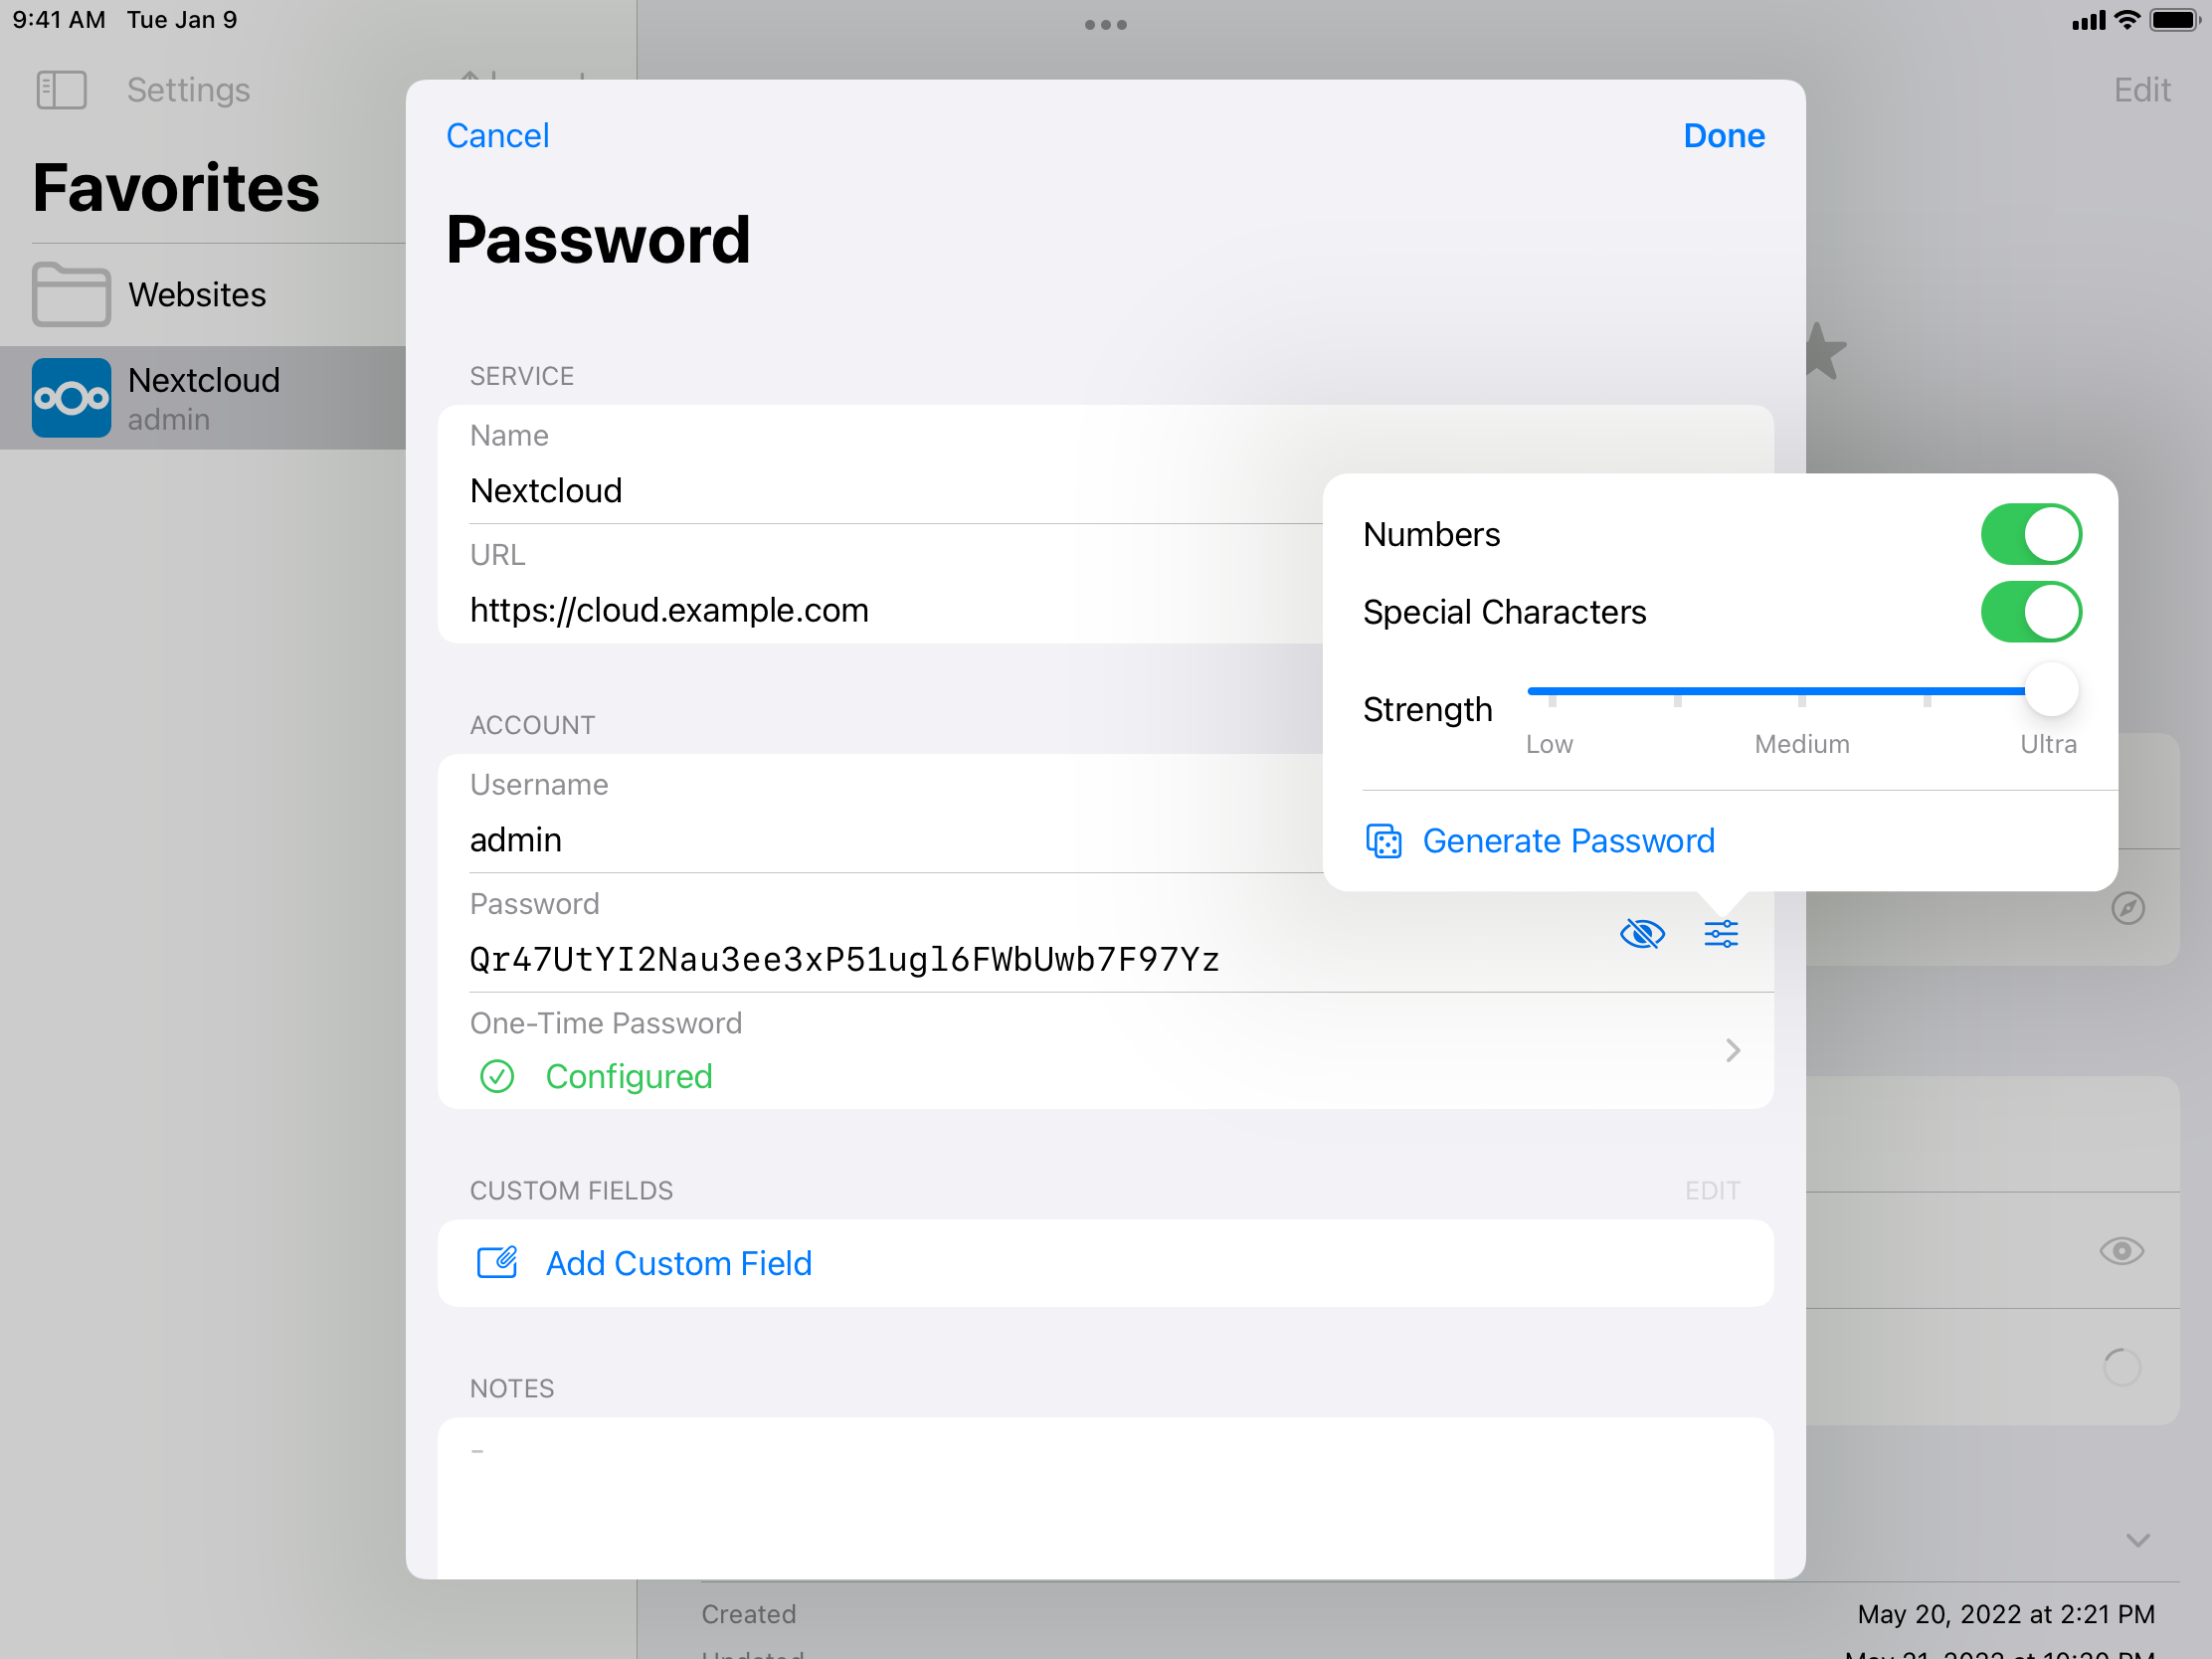 9:41 AM Tue Jan 9
Settings
Edit
Favorites
Websites
Nextcloud
admin
Cancel
Done
Password
SERVICE
Name
Nextcloud
URL
https://cloud.example.com
Numbers
Special Characters
Strength
Low Medium Ultra
Generate Password
ACCOUNT
Username
admin
Password
Qr47UtYI2Nau3ee3xP51ugl6FWbUwb7F97Yz
One-Time Password
Configured
CUSTOM FIELDS
EDIT
Add Custom Field
NOTES
-
Created
May 20, 2022 at 2:21 PM